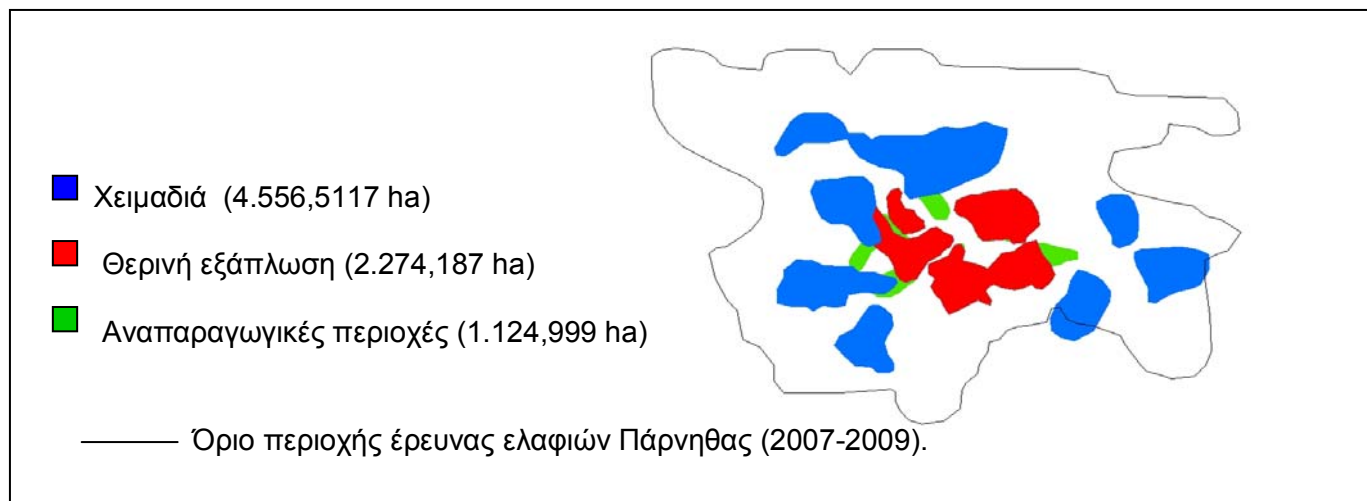 Χειμαδιά (4.556,5117 ha)
Θερινή εξάπλωση (2.274,187 ha)
Αναπαραγωγικές περιοχές (1.124,999 ha)
Όριο περιοχής έρευνας ελαφιών Πάρνηθας (2007-2009).